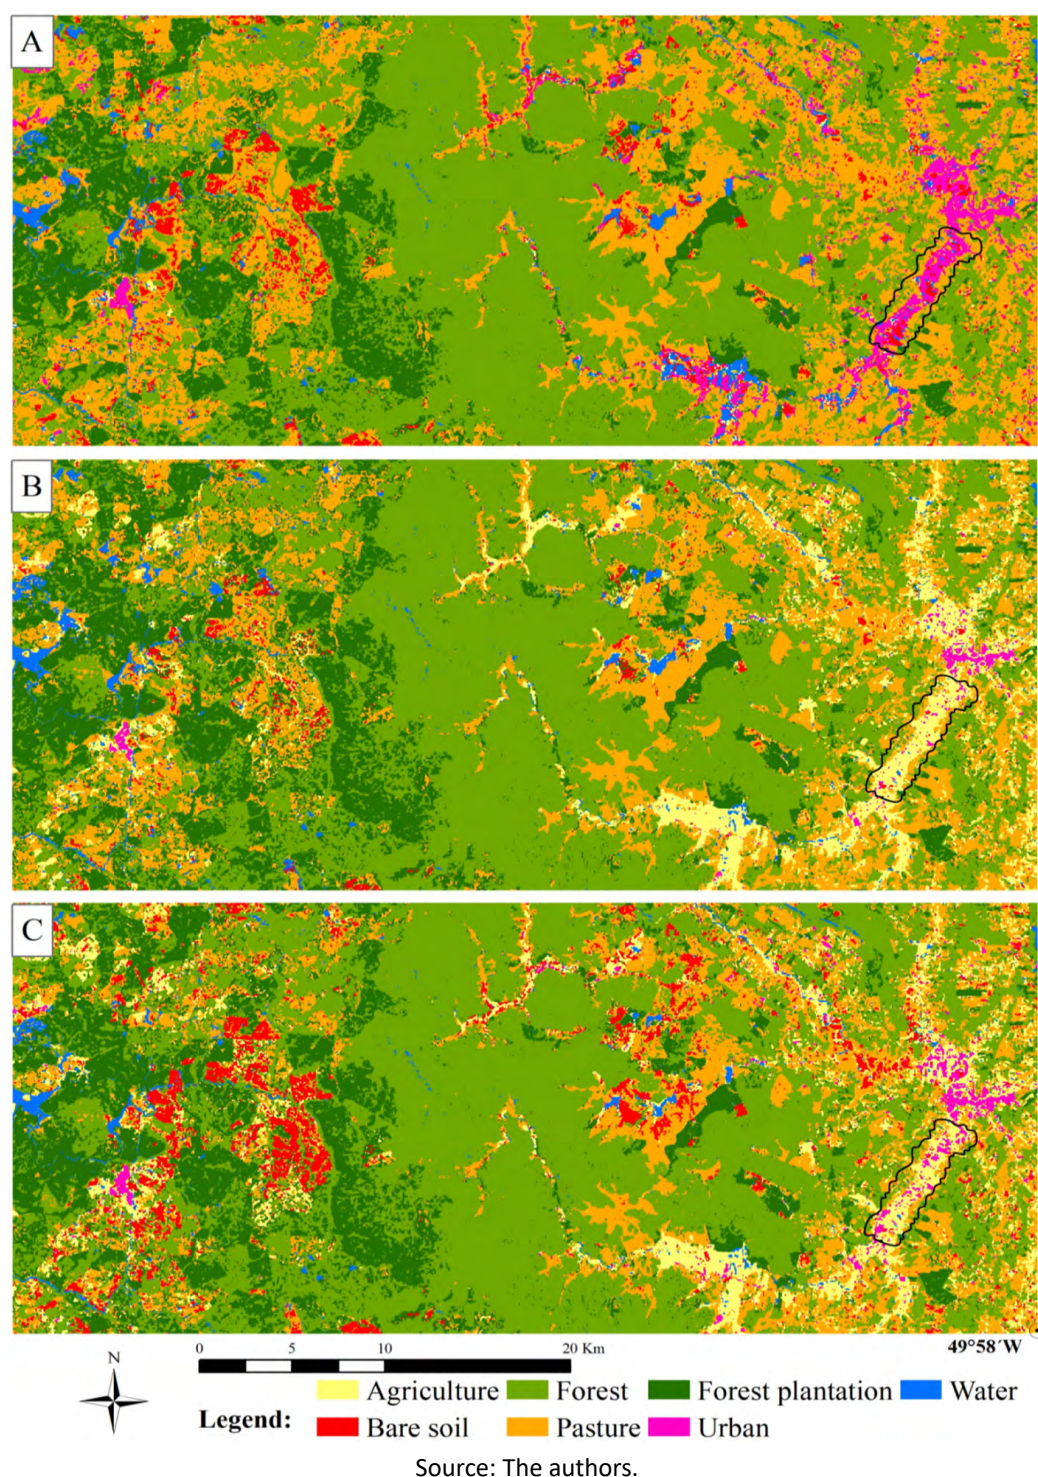 A
B
C
0 5 10 20 Km
49°58´W
N
Legend:
Agriculture Forest Forest plantation Water
Bare soil Pasture Urban
Source: The authors.